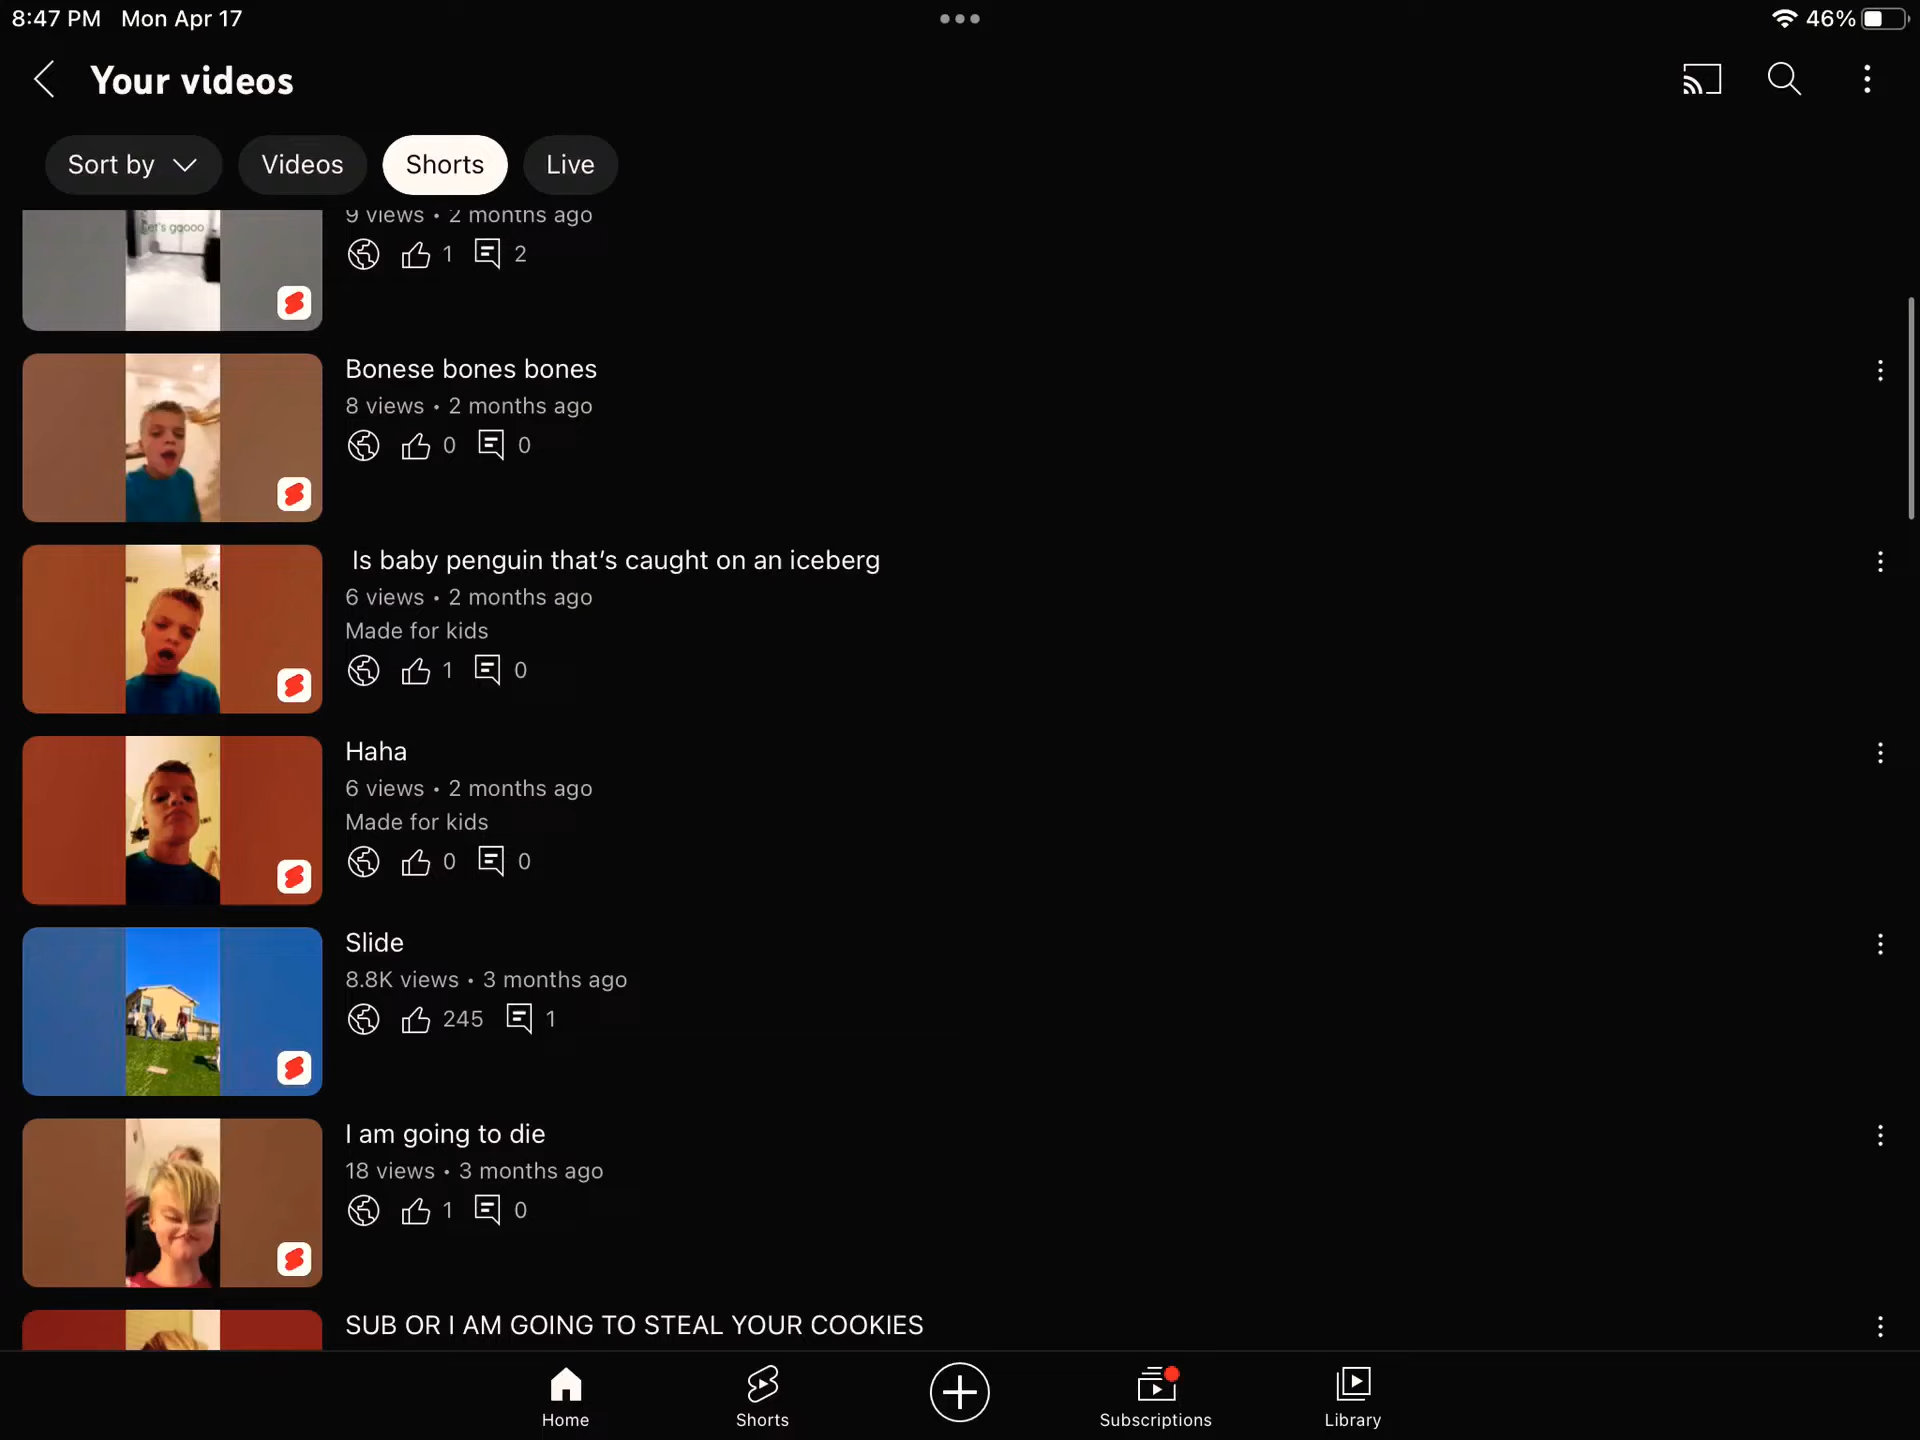 8:47 PM Mon Apr 17
46%
Your videos
Sort by
Videos
Shorts
Live
Let's ggooo
9 views • 2 months ago
1 2
Bonese bones bones
8 views • 2 months ago
0 0
Is baby penguin that’s caught on an iceberg
6 views • 2 months ago
Made for kids
1 0
Haha
6 views • 2 months ago
Made for kids
0 0
Slide
8.8K views • 3 months ago
245 1
I am going to die
18 views • 3 months ago
1 0
SUB OR I AM GOING TO STEAL YOUR COOKIES
Home
Shorts
Subscriptions
Library